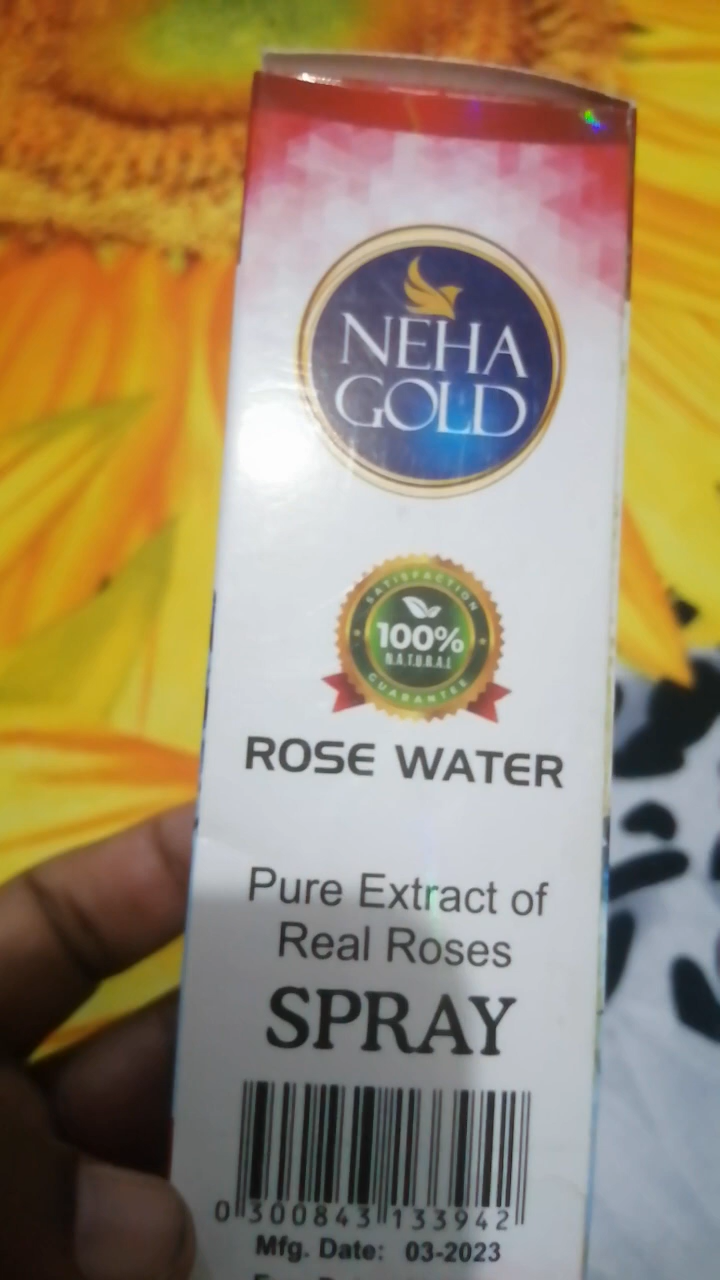 NEHA
GOLD
SATISFACTION
100%
NATURAL
GUARANTEE
ROSE WATER
Pure Extract of
Real Roses
SPRAY
0 300843 133942
Mfg. Date: 03-2023